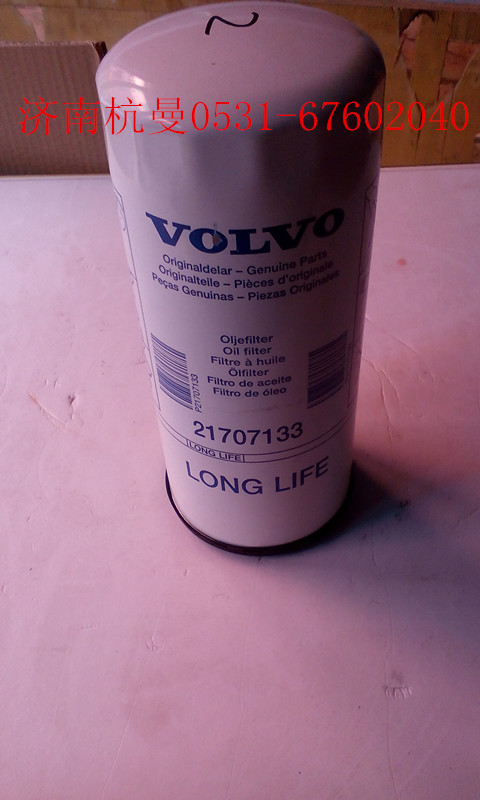 济南杭曼0531-67602040
VOLVO
Originaldelar – Genuine Parts
Originalteile – Pièces d'origine
Peças Genuinas – Piezas Originales
Oljefilter
Oil filter
Filtre à huile
Ölfilter
Filtro de aceite
Filtro de óleo
P21707133
21707133
LONG LIFE
LONG LIFE